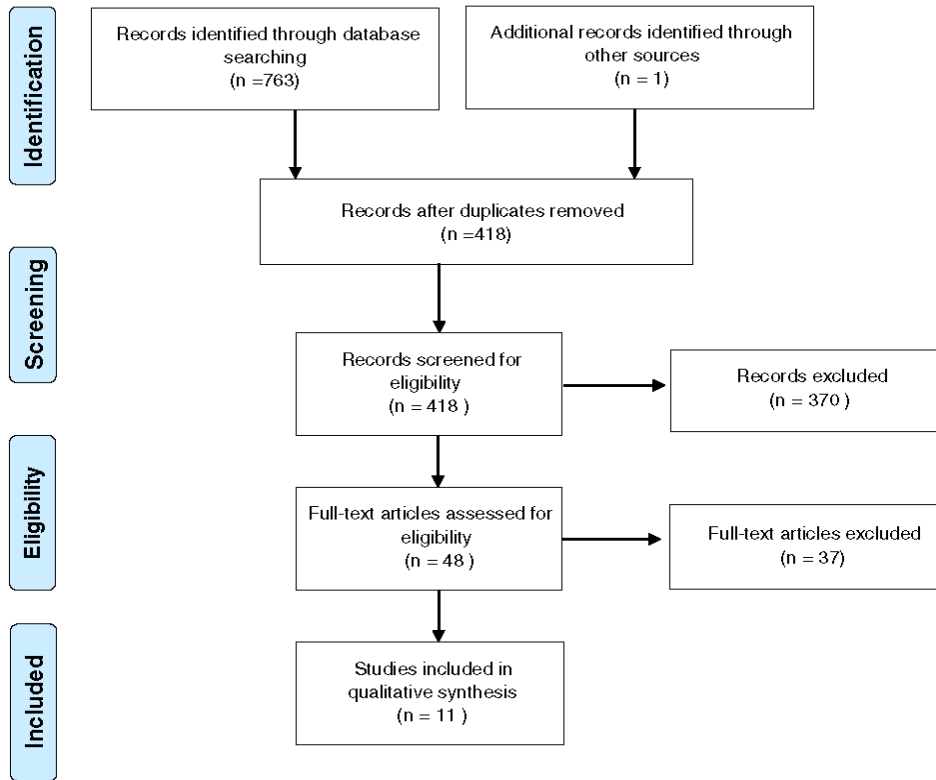 Identification
Records identified through database
searching
(n =763)
Additional records identified through
other sources
(n = 1)
Records after duplicates removed
(n =418)
Screening
Records screened for
eligibility
(n = 418 )
Records excluded
(n = 370 )
Eligibility
Full-text articles assessed for
eligibility
(n = 48 )
Full-text articles excluded
(n = 37)
Included
Studies included in
qualitative synthesis
(n = 11 )